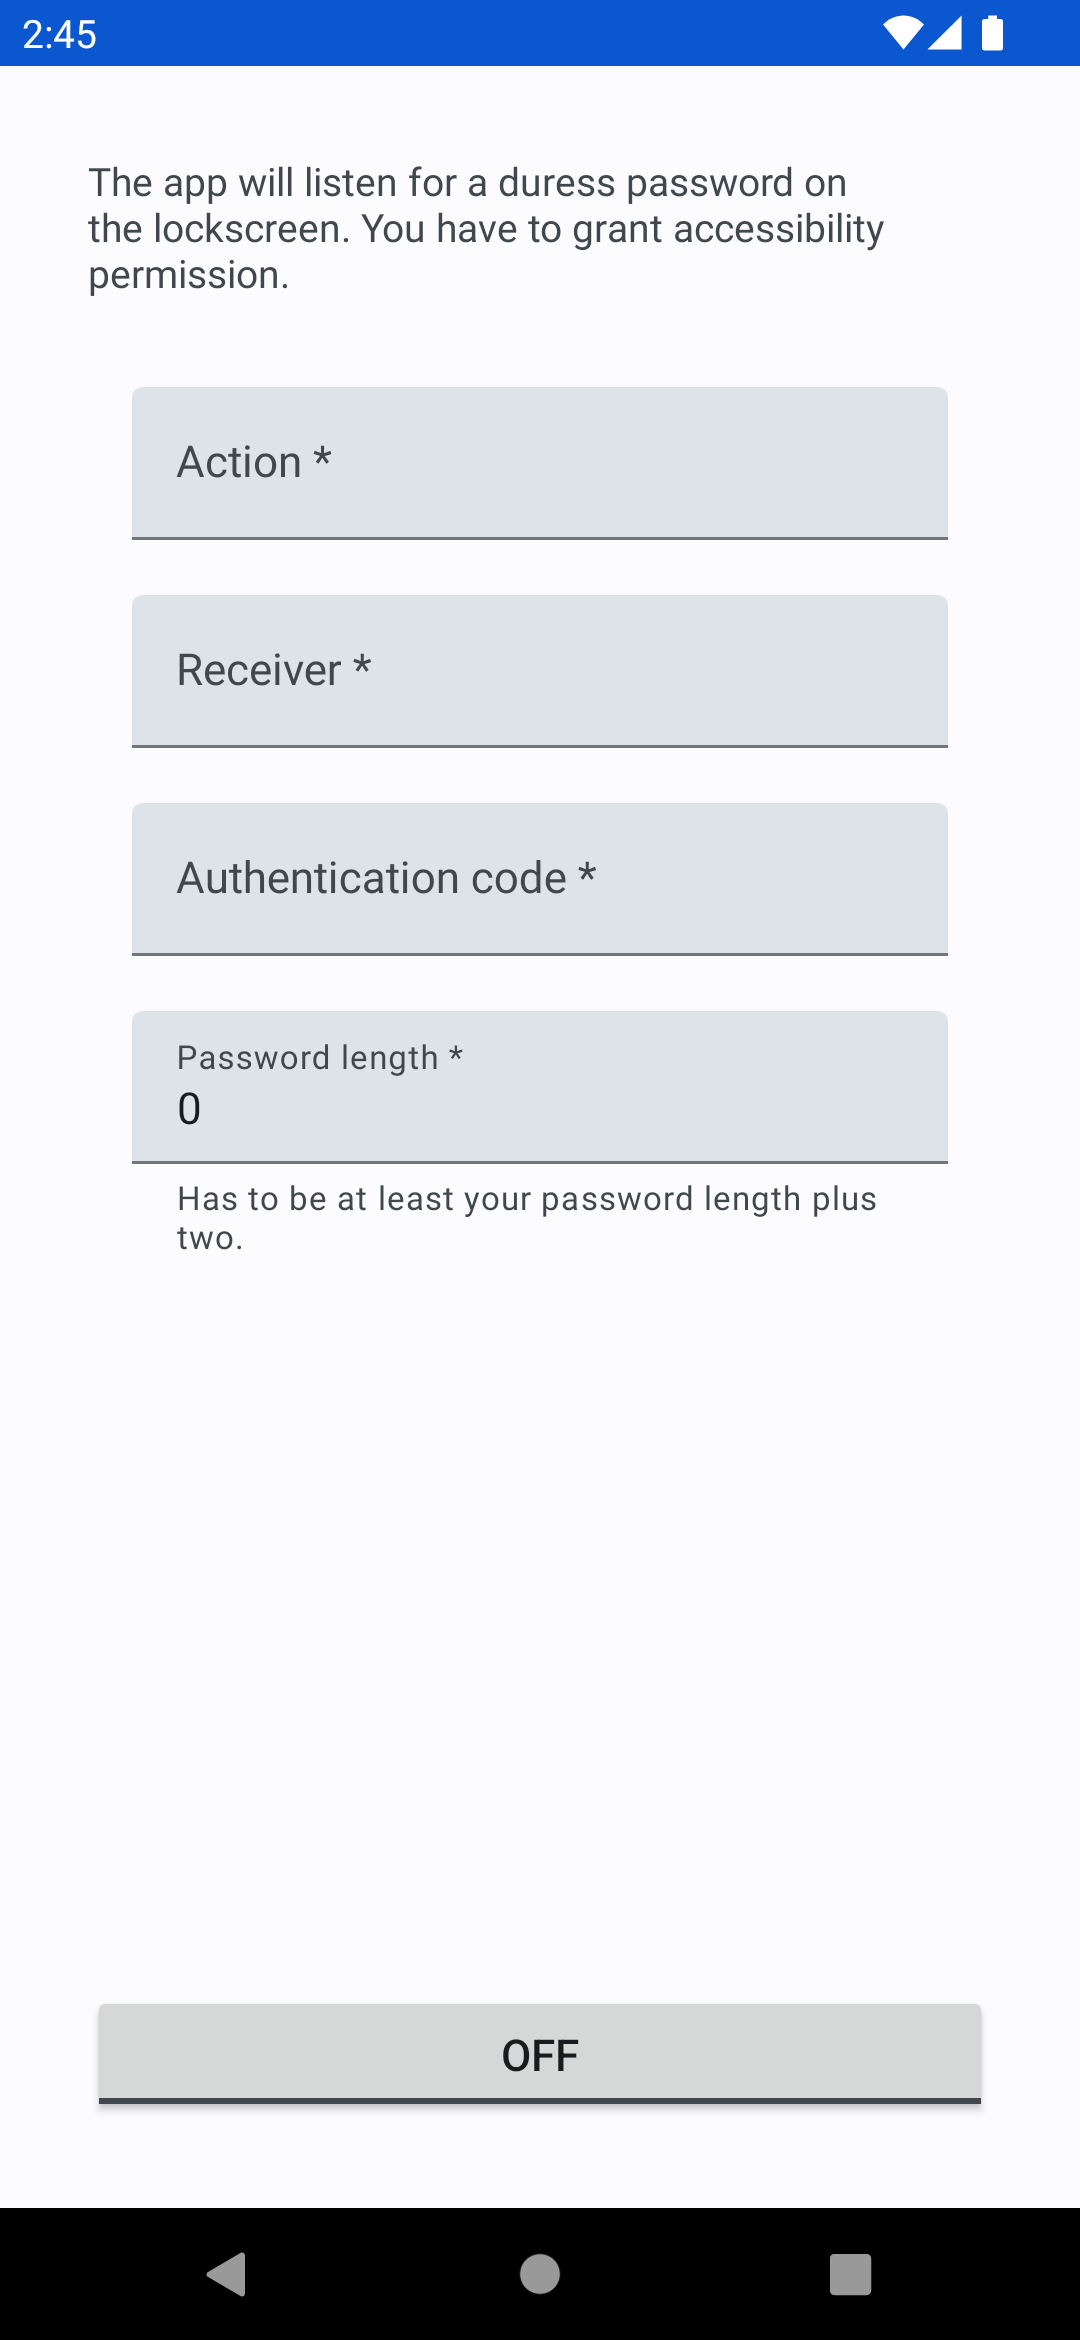 2:45
The app will listen for a duress password on
the lockscreen. You have to grant accessibility
permission.
Action *
Receiver *
Authentication code *
Password length *
0
Has to be at least your password length plus
two.
OFF